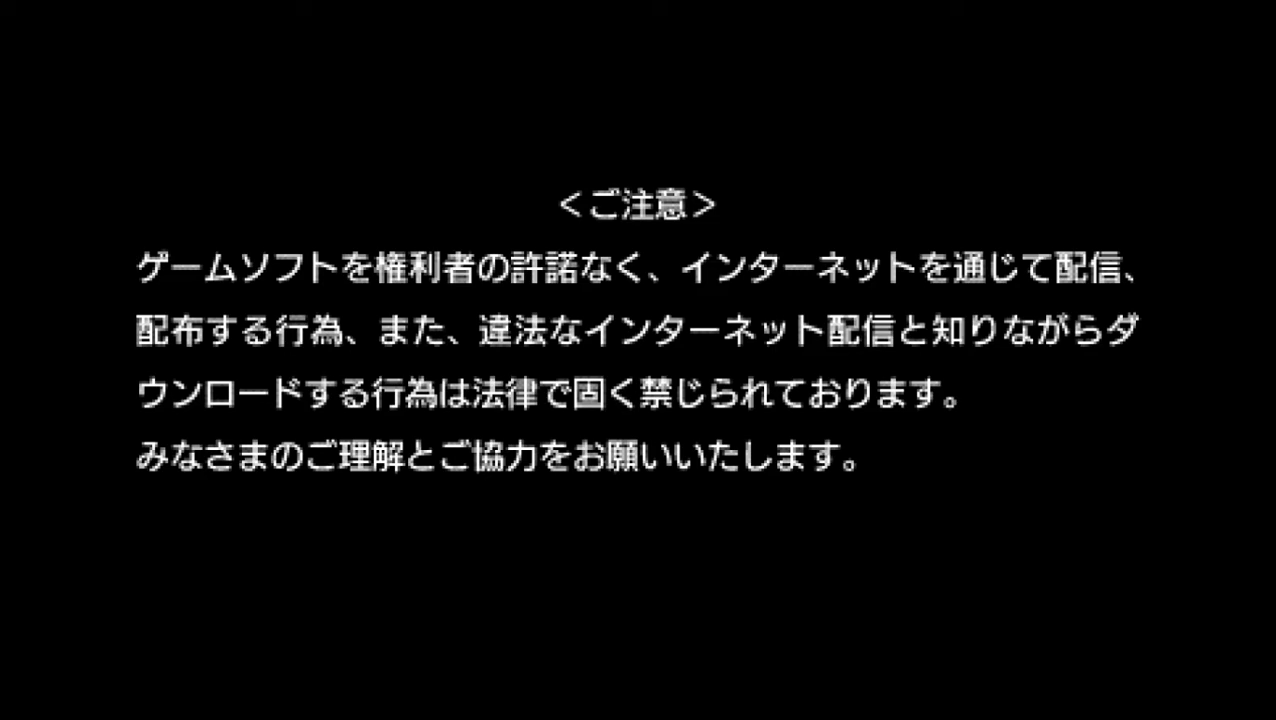 ＜ご注意＞
ゲームソフトを権利者の許諾なく、インターネットを通じて配信、
配布する行為、また、違法なインターネット配信と知りながらダ
ウンロードする行為は法律で固く禁じられております。
みなさまのご理解とご協力をお願いいたします。